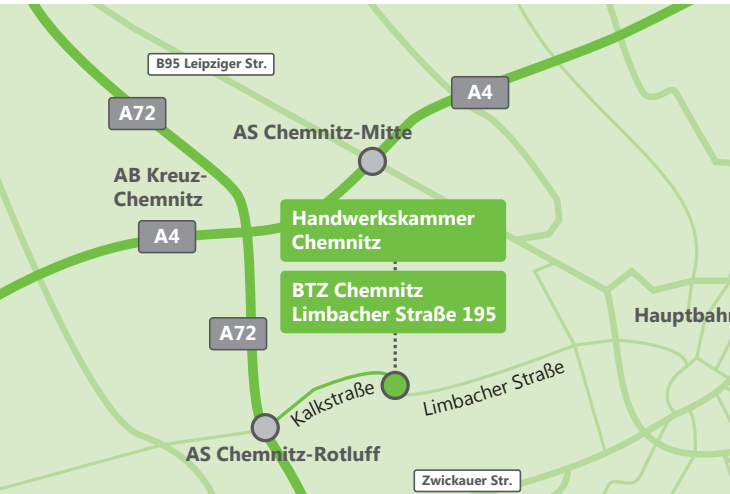 B95 Leipziger Str.
A4
A72
AS Chemnitz-Mitte
AB Kreuz-
Chemnitz
A4
Handwerkskammer
Chemnitz
BTZ Chemnitz
Limbacher Straße 195
Hauptbahn
A72
Kalkstraße
Limbacher Straße
AS Chemnitz-Rotluff
Zwickauer Str.